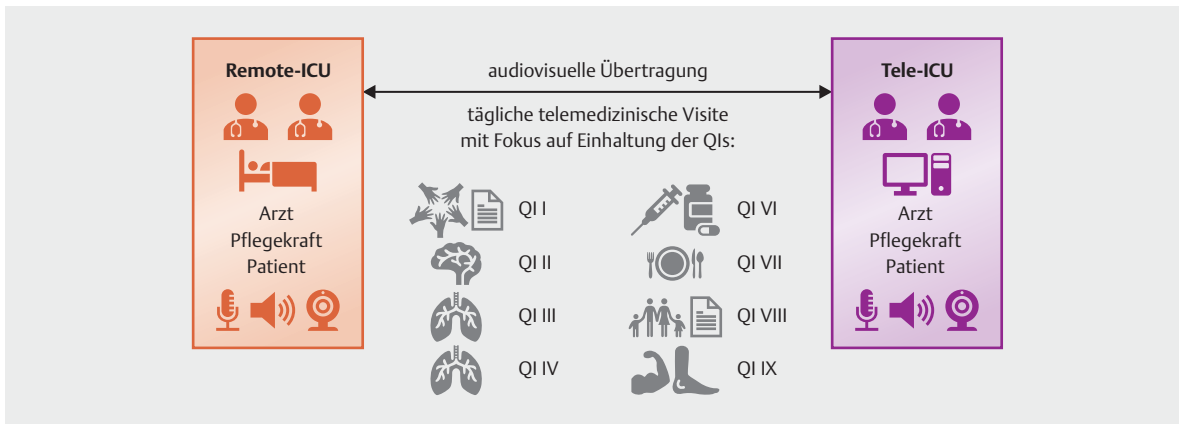 Remote-ICU
Arzt
Pflegekraft
Patient
audiovisuelle Übertragung
tägliche telemedizinische Visite
mit Fokus auf Einhaltung der QIs:
QI I
QI II
QI III
QI IV
QI VI
QI VII
QI VIII
QI IX
Tele-ICU
Arzt
Pflegekraft
Patient